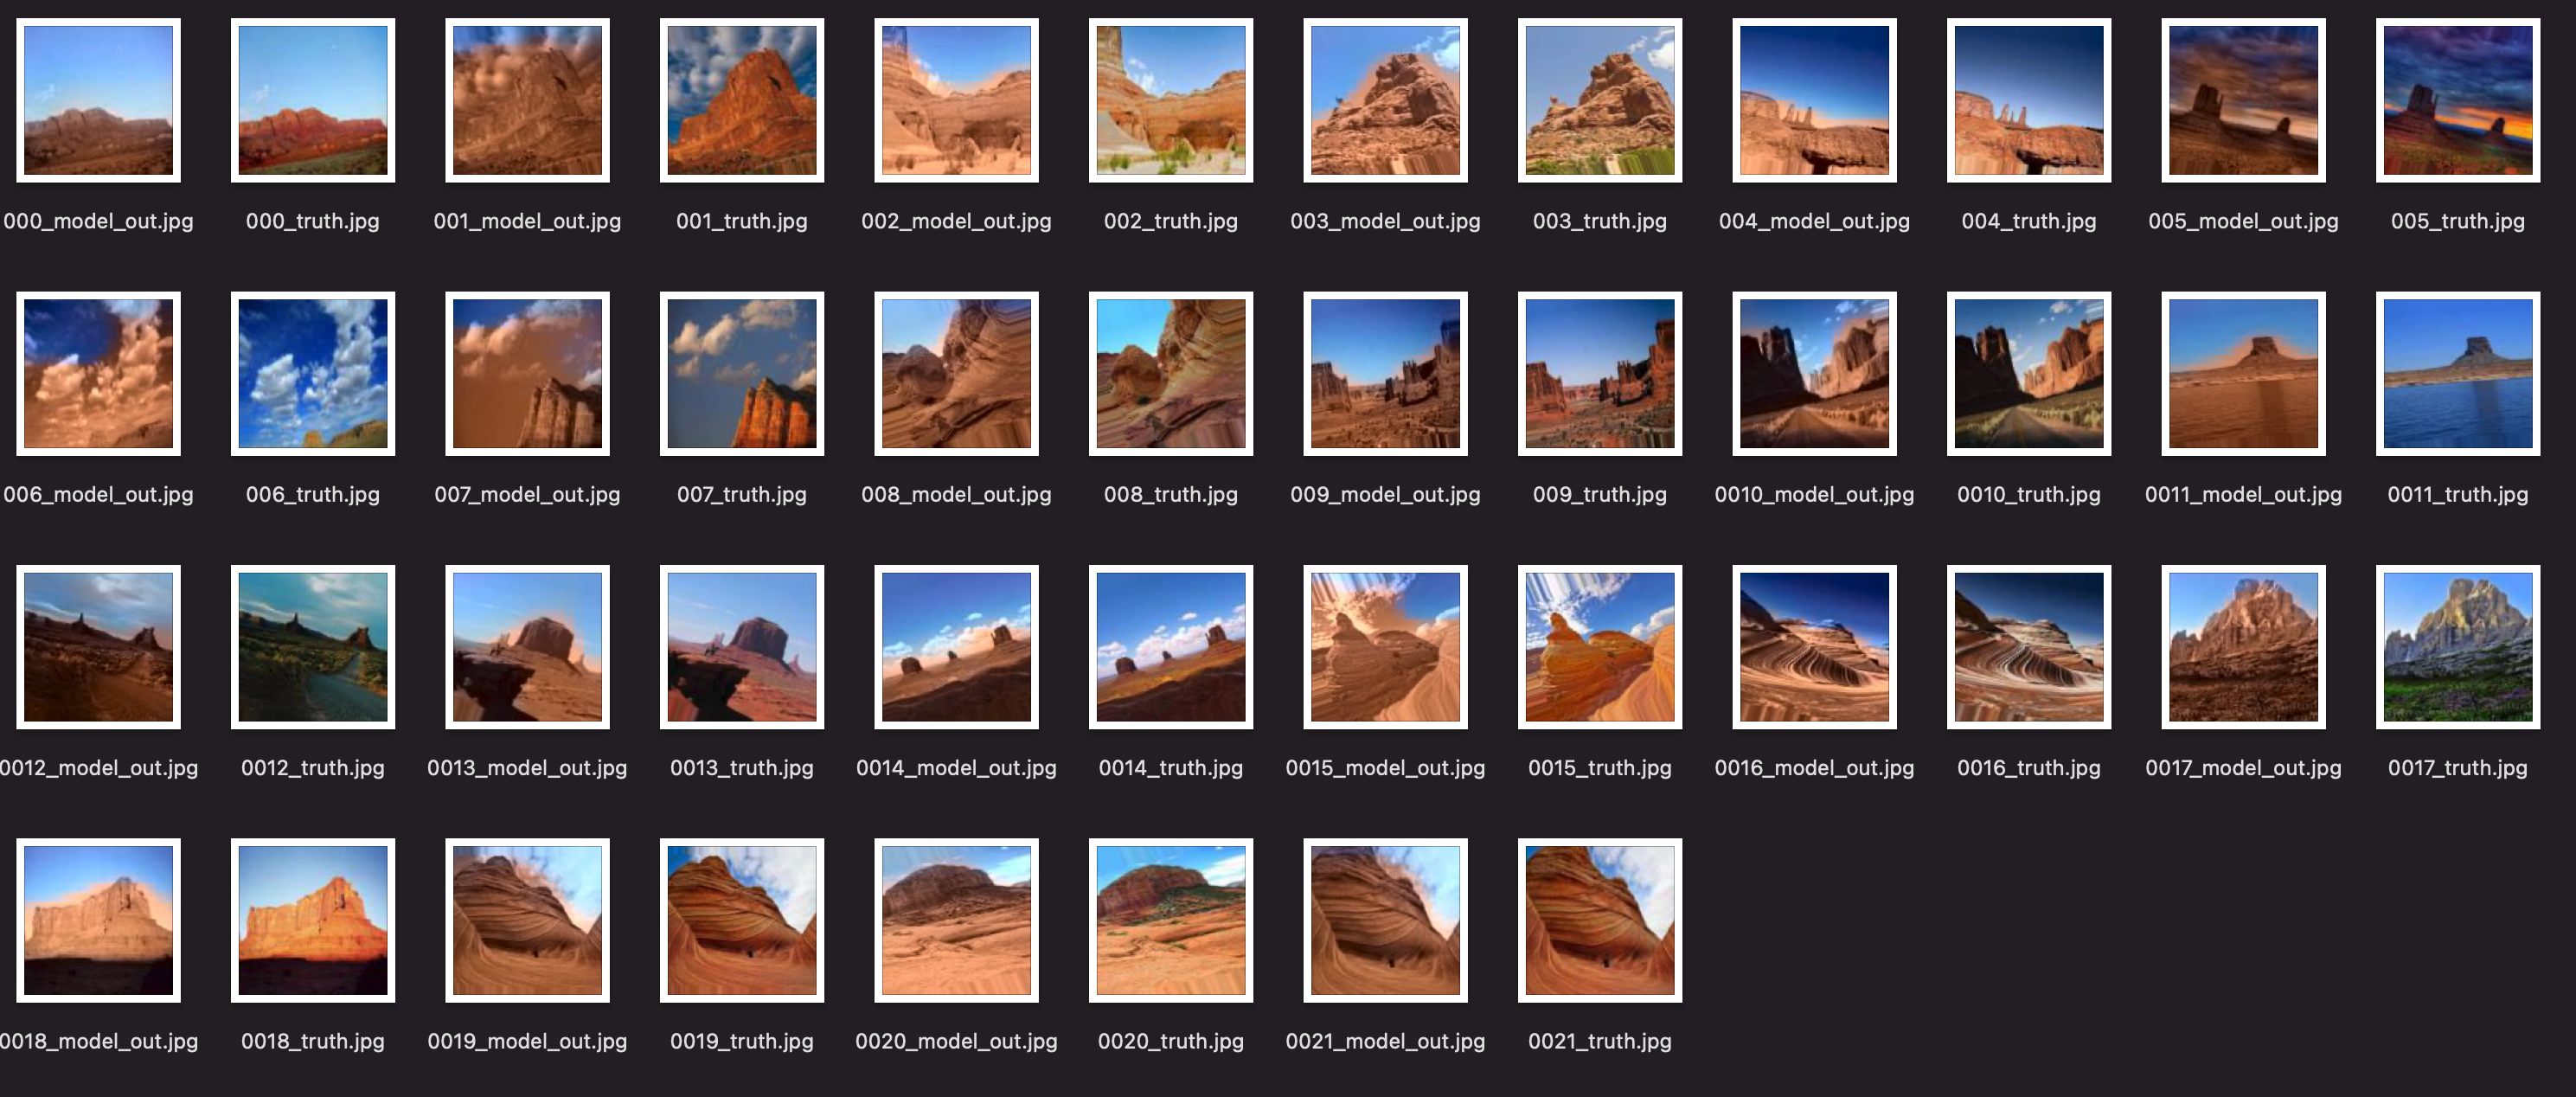 000_model_out.jpg 000_truth.jpg 001_model_out.jpg 001_truth.jpg 002_model_out.jpg 002_truth.jpg 003_model_out.jpg 003_truth.jpg 004_model_out.jpg 004_truth.jpg 005_model_out.jpg 005_truth.jpg
006_model_out.jpg 006_truth.jpg 007_model_out.jpg 007_truth.jpg 008_model_out.jpg 008_truth.jpg 009_model_out.jpg 009_truth.jpg 0010_model_out.jpg 0010_truth.jpg 0011_model_out.jpg 0011_truth.jpg
0012_model_out.jpg 0012_truth.jpg 0013_model_out.jpg 0013_truth.jpg 0014_model_out.jpg 0014_truth.jpg 0015_model_out.jpg 0015_truth.jpg 0016_model_out.jpg 0016_truth.jpg 0017_model_out.jpg 0017_truth.jpg
0018_model_out.jpg 0018_truth.jpg 0019_model_out.jpg 0019_truth.jpg 0020_model_out.jpg 0020_truth.jpg 0021_model_out.jpg 0021_truth.jpg